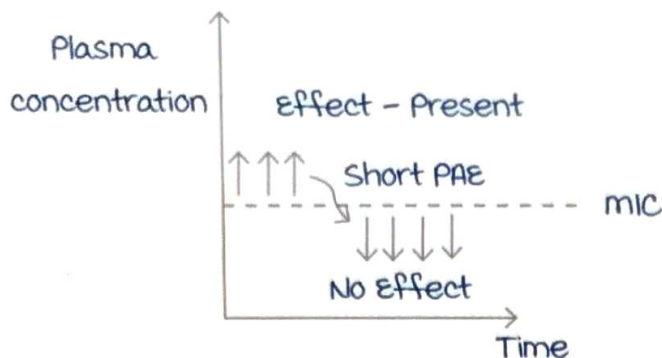 Plasma
concentration
Effect - Present
Short PAE
MIC
No Effect
Time